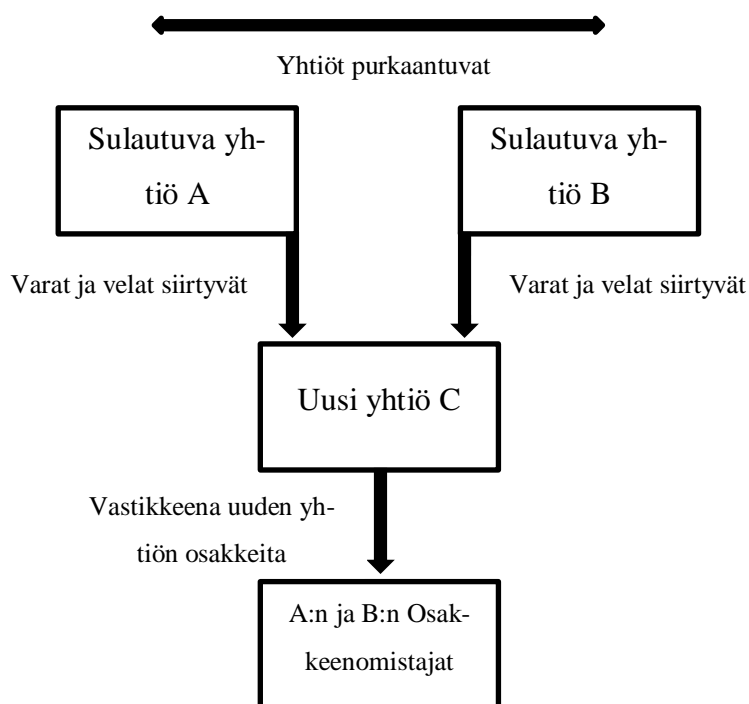 Yhtiöt purkaantuvat
Sulautuva yh-
tiö A
Sulautuva yh-
tiö B
Varat ja velat siirtyvät
Varat ja velat siirtyvät
Uusi yhtiö C
Vastikkeena uuden yh-
tiön osakkeita
A:n ja B:n Osak-
keenomistajat